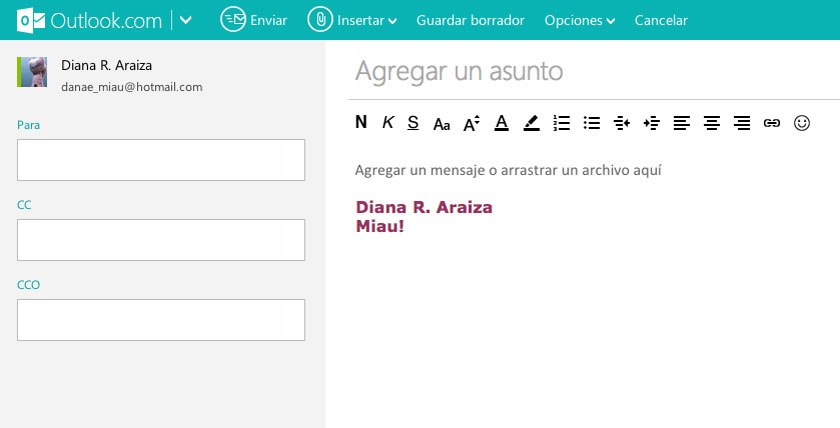 Outlook.com Enviar Insertar Guardar borrador Opciones Cancelar
Diana R. Araiza
danae_miau@hotmail.com
Para
CC
CCO
Agregar un asunto
N K S Aa A A
Agregar un mensaje o arrastrar un archivo aquí
Diana R. Araiza
Miau!